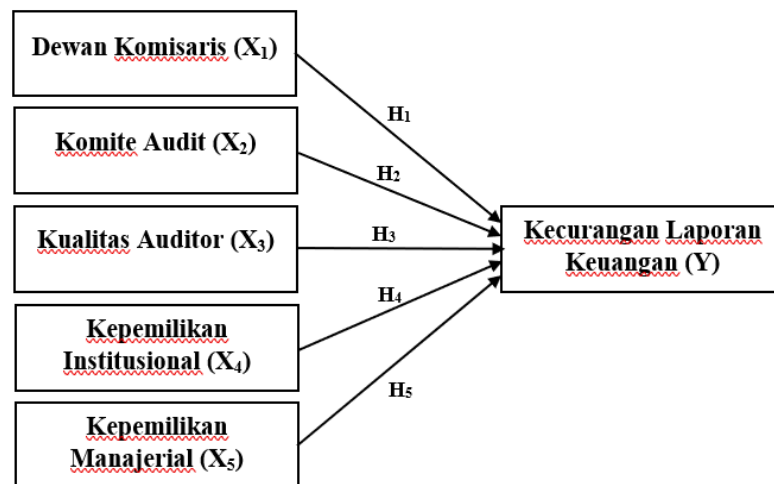 Dewan Komisaris (X₁)
H₁
Komite Audit (X₂)
H₂
Kualitas Auditor (X₃)
H₃
Kecurangan Laporan
Keuangan (Y)
H₄
Kepemilikan
Institusional (X₄)
H₅
Kepemilikan
Manajerial (X₅)